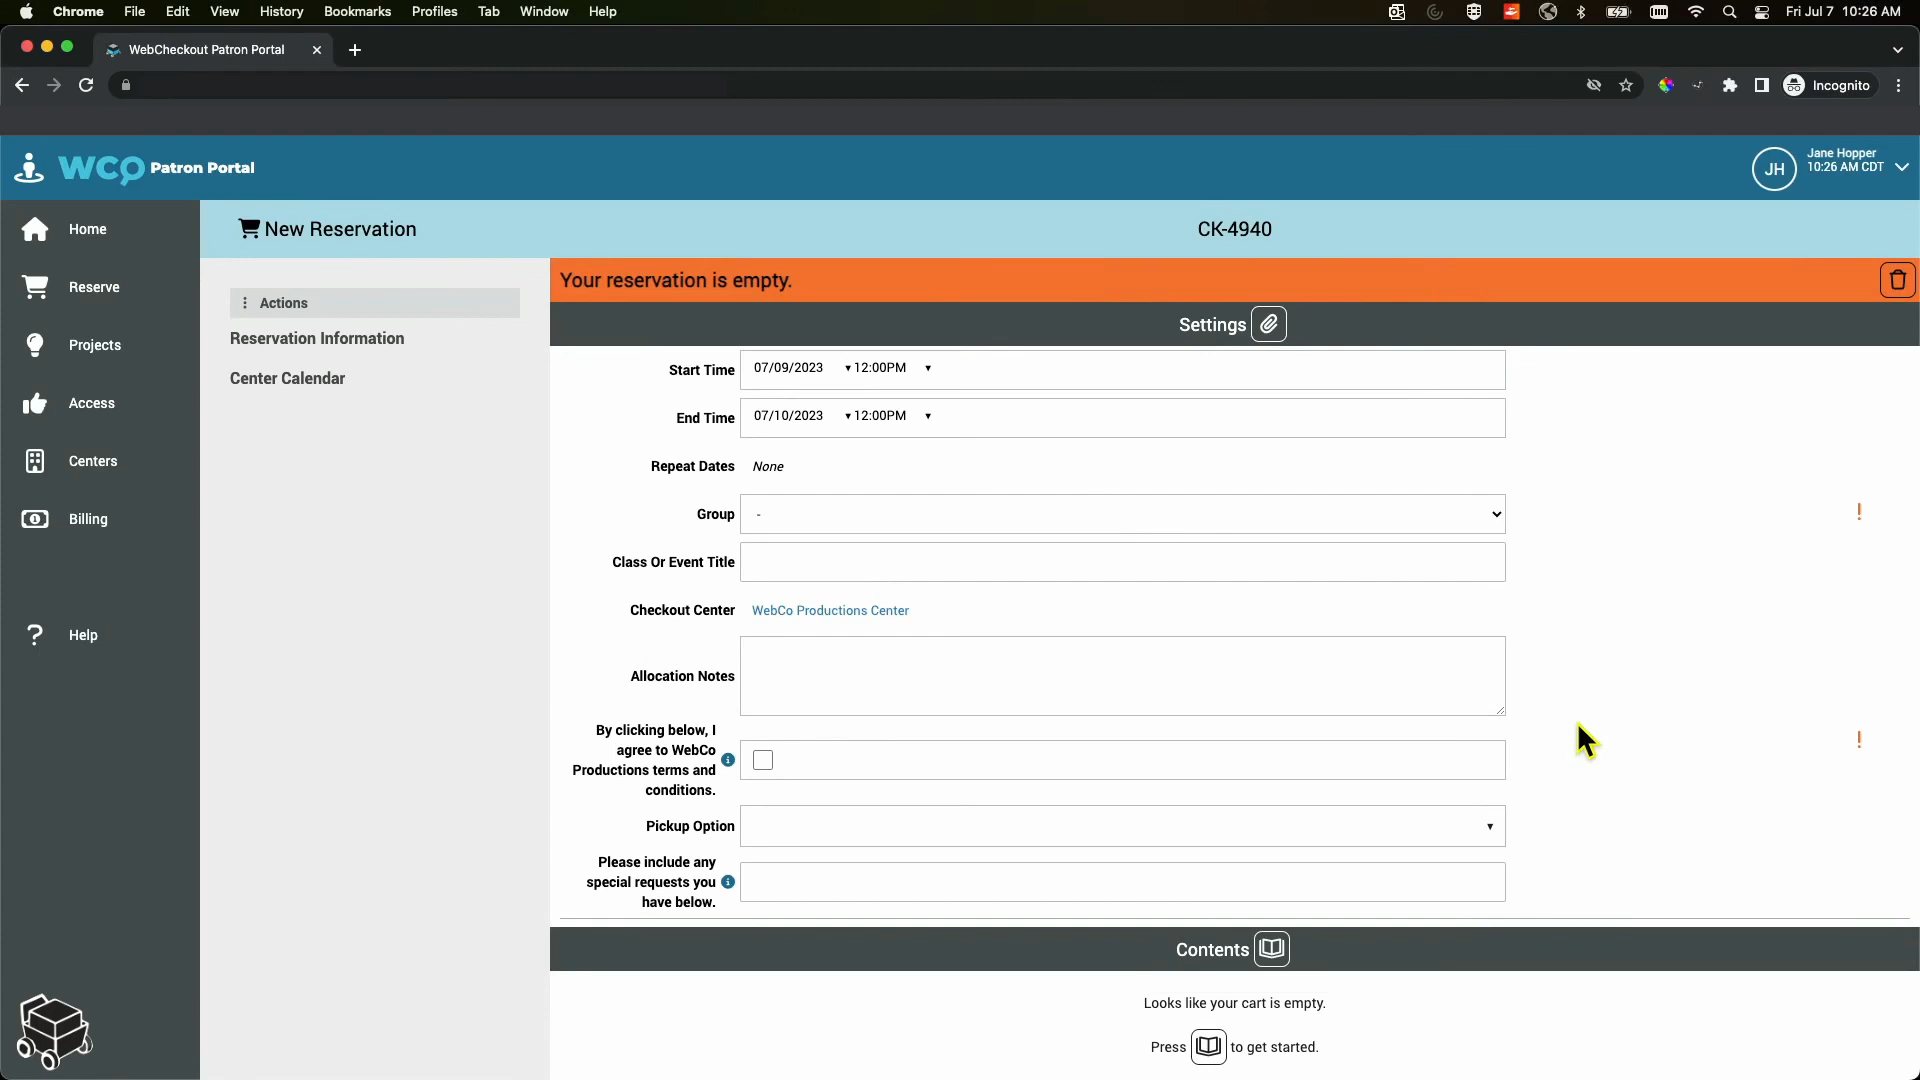 Chrome File Edit View History Bookmarks Profiles Tab Window Help Fri Jul 7 10:26 AM
WebCheckout Patron Portal
Incognito
WCO Patron Portal
JH
Jane Hopper
10:26 AM CDT
Home
Reserve
Projects
Access
Centers
Billing
? Help
New Reservation
CK-4940
Actions
Reservation Information
Center Calendar
Your reservation is empty.
Settings
Start Time 07/09/2023 12:00PM
End Time 07/10/2023 12:00PM
Repeat Dates None
Group - !
Class Or Event Title
Checkout Center WebCo Productions Center
Allocation Notes
By clicking below, I
agree to WebCo
Productions terms and
conditions.
!
Pickup Option
Please include any
special requests you
have below.
Contents
Looks like your cart is empty.
Press to get started.